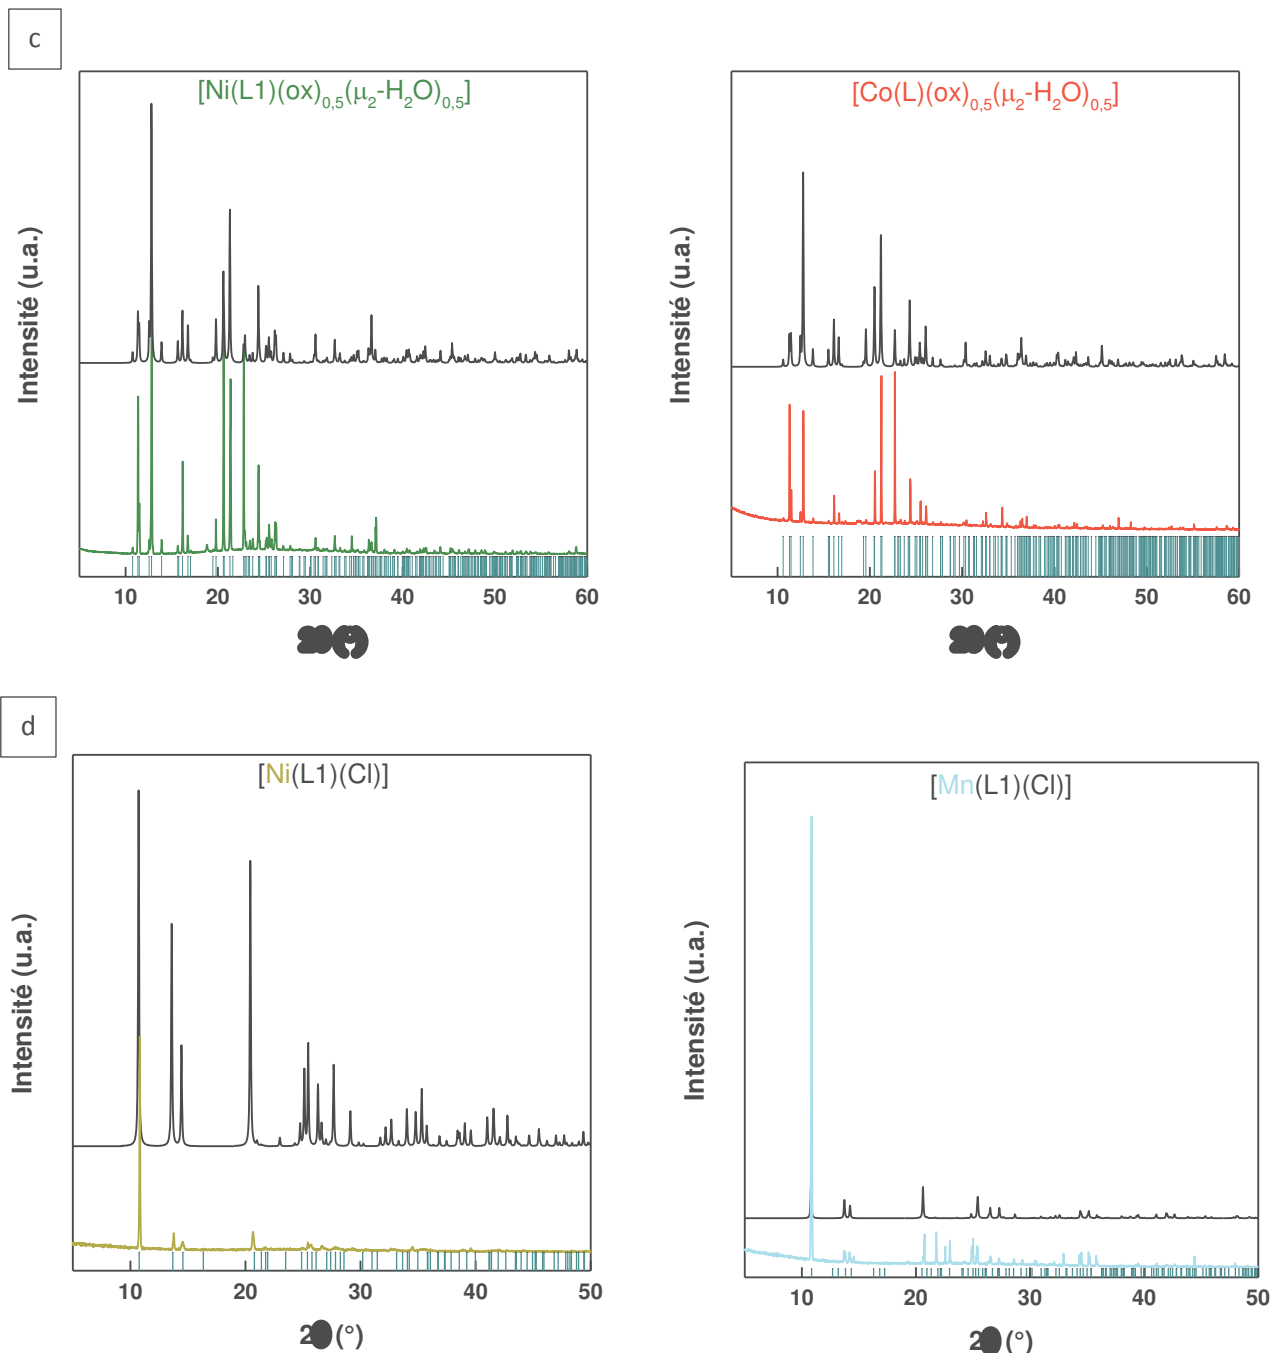 c
[Ni(L1)(ox)0,5(μ2-H2O)0,5]
[Co(L)(ox)0,5(μ2-H2O)0,5]
Intensité (u.a.)
Intensité (u.a.)
10 20 30 40 50 60
10 20 30 40 50 60
d
[Ni(L1)(Cl)]
[Mn(L1)(Cl)]
Intensité (u.a.)
Intensité (u.a.)
10 20 30 40 50
10 20 30 40 50
2 (°)
2 (°)